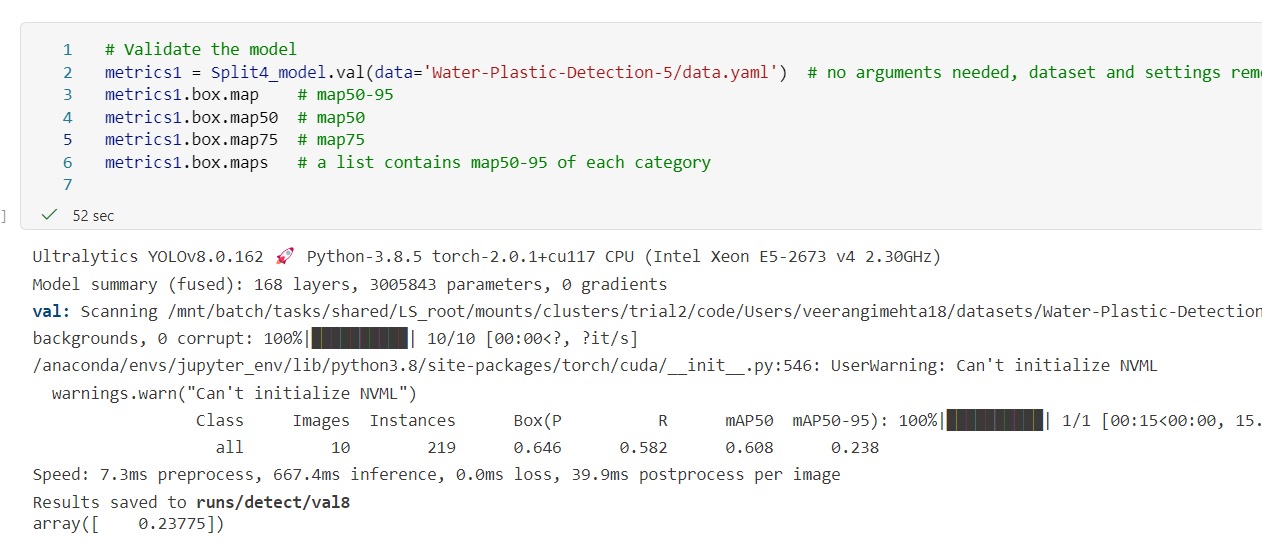 1 # Validate the model
2 metrics1 = Split4_model.val(data='Water-Plastic-Detection-5/data.yaml')  # no arguments needed, dataset and settings
3 metrics1.box.map    # map50-95
4 metrics1.box.map50  # map50
5 metrics1.box.map75  # map75
6 metrics1.box.maps   # a list contains map50-95 of each category
7
] ✓ 52 sec
Ultralytics YOLOv8.0.162 🚀 Python-3.8.5 torch-2.0.1+cu117 CPU (Intel Xeon E5-2673 v4 2.30GHz)
Model summary (fused): 168 layers, 3005843 parameters, 0 gradients
val: Scanning /mnt/batch/tasks/shared/LS_root/mounts/clusters/trial2/code/Users/veerangimehta18/datasets/Water-Plastic-Detection
backgrounds, 0 corrupt: 100%|██████████| 10/10 [00:00<?, ?it/s]
/anaconda/envs/jupyter_env/lib/python3.8/site-packages/torch/cuda/__init__.py:546: UserWarning: Can't initialize NVML
  warnings.warn("Can't initialize NVML")
Class Images Instances Box(P R mAP50 mAP50-95): 100%|██████████| 1/1 [00:15<00:00, 15.
all 10 219 0.646 0.582 0.608 0.238
Speed: 7.3ms preprocess, 667.4ms inference, 0.0ms loss, 39.9ms postprocess per image
Results saved to runs/detect/val8
array([    0.23775])